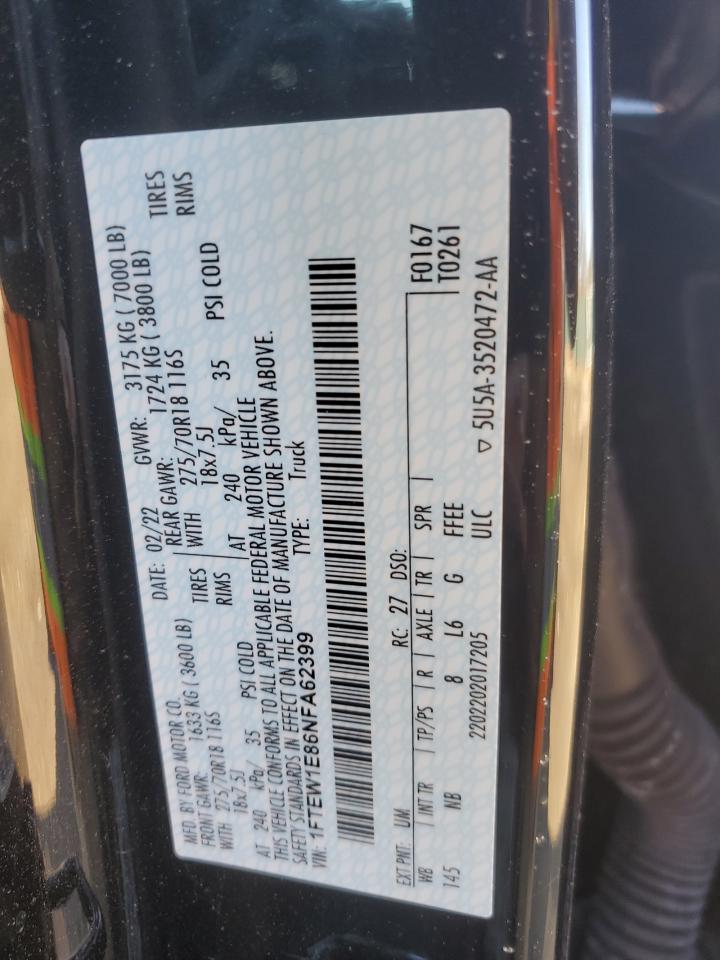 MFD. BY FORD MOTOR CO. DATE: 02/22 GVWR: 3175 KG ( 7000 LB)
FRONT GAWR: 1633 KG ( 3600 LB) REAR GAWR: 1724 KG ( 3800 LB)
WITH 275/70R18 116S TIRES WITH 275/70R18 116S TIRES
18x7.5J RIMS 18x7.5J RIMS
AT 240 kPa/ 35 PSI COLD AT 240 kPa/ 35 PSI COLD
THIS VEHICLE CONFORMS TO ALL APPLICABLE FEDERAL MOTOR VEHICLE
SAFETY STANDARDS IN EFFECT ON THE DATE OF MANUFACTURE SHOWN ABOVE.
VIN: 1FTEW1E86NFA62399 TYPE: Truck
EXT PNT: UM RC: 27 DSO: F0167
WB INT TR TP/PS R AXLE TR SPR T0261
145 NB 8 L6 G FFEE
2202202017205 ULC ▽ 5U5A-3520472-AA